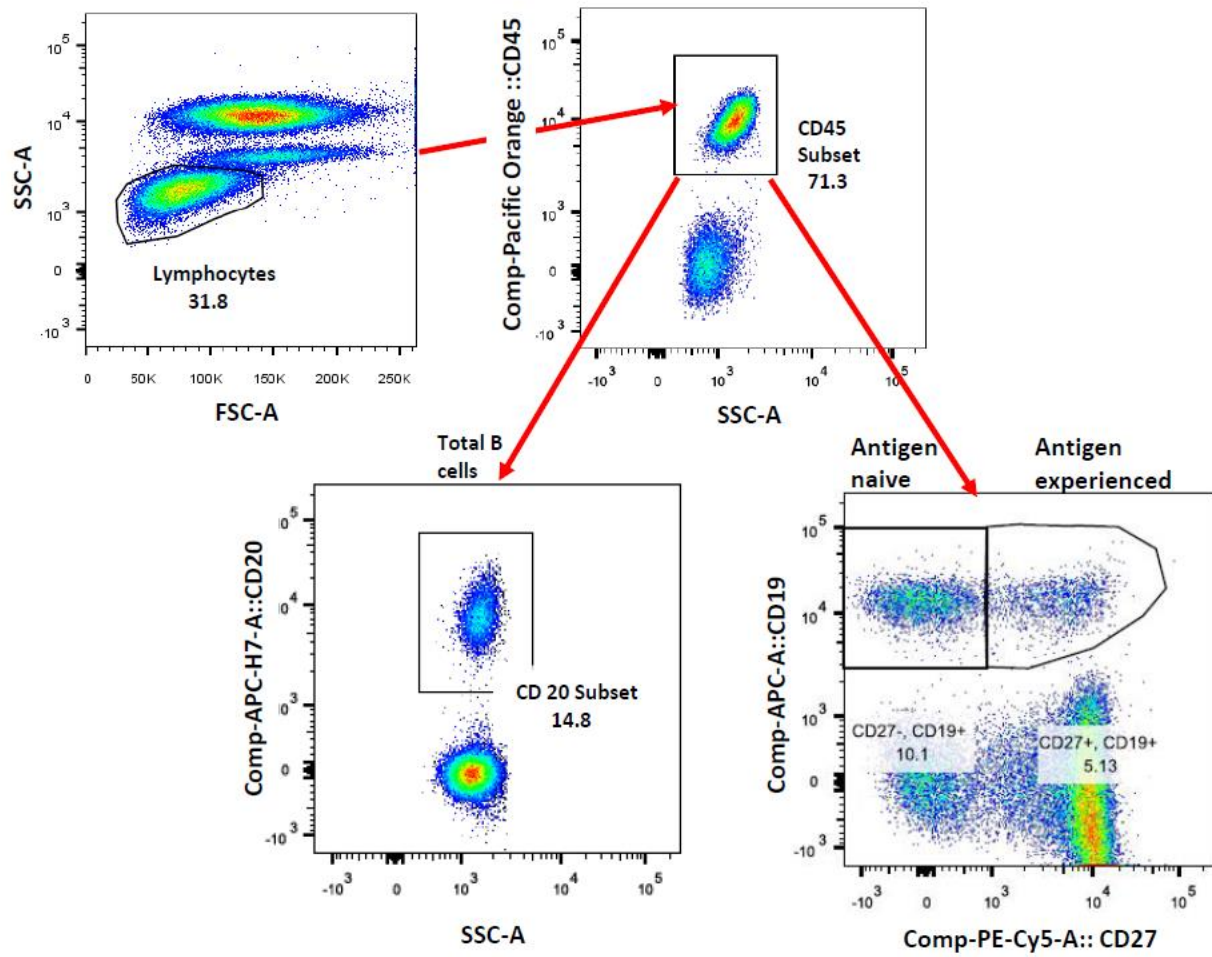 10^5
10^4
10^3
0
-10^3
SSC-A
Lymphocytes
31.8
0 50K 100K 150K 200K 250K
FSC-A
Comp-Pacific Orange ::CD45
10^5
10^4
10^3
0
-10^3
CD45
Subset
71.3
-10^3 0 10^3 10^4 10^5
SSC-A
Total B
cells
Comp-APC-H7-A::CD20
10^5
10^4
10^3
0
-10^3
CD 20 Subset
14.8
-10^3 0 10^3 10^4 10^5
SSC-A
Antigen
naive
Antigen
experienced
Comp-APC-A::CD19
10^5
10^4
10^3
0
-10^3
CD27-, CD19+
10.1
CD27+, CD19+
5.13
-10^3 0 10^3 10^4 10^5
Comp-PE-Cy5-A:: CD27